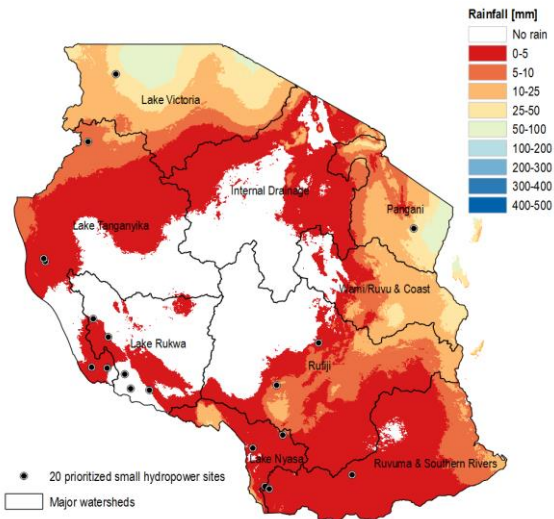 Rainfall [mm]
No rain
0-5
5-10
10-25
25-50
50-100
100-200
200-300
300-400
400-500
Lake Victoria
Internal Drainage
Pangani
Lake Tanganyika
Wami/Ruvu & Coast
Lake Rukwa
Rufiji
Lake Nyasa
Ruvuma & Southern Rivers
20 prioritized small hydropower sites
Major watersheds